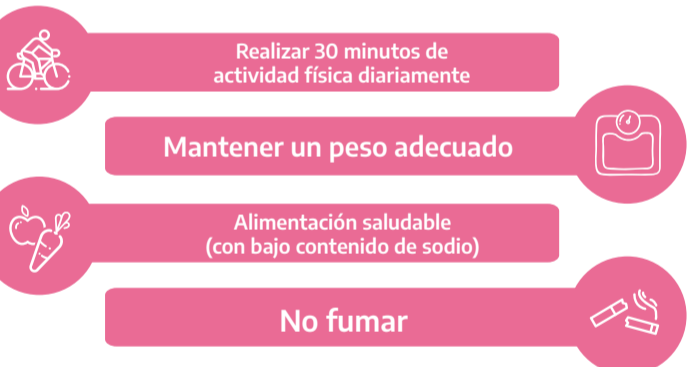 Realizar 30 minutos de
actividad física diariamente
Mantener un peso adecuado
Alimentación saludable
(con bajo contenido de sodio)
No fumar